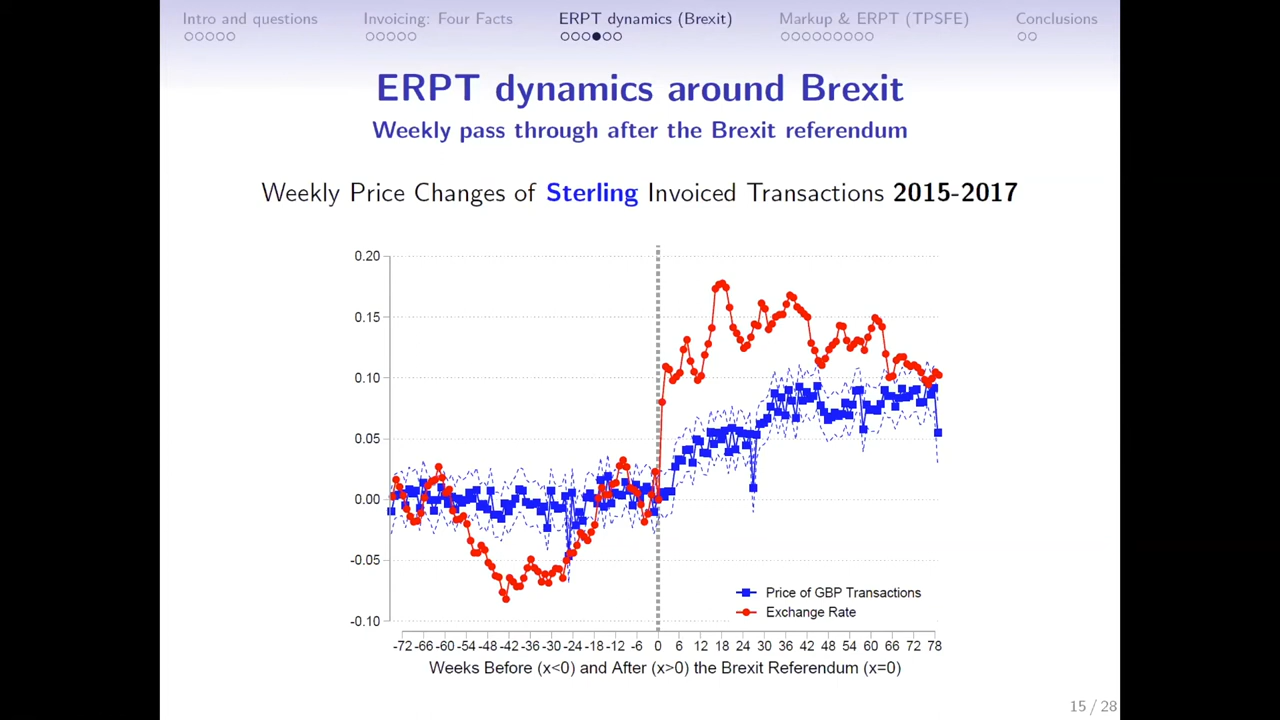 Intro and questions
Invoicing: Four Facts
ERPT dynamics (Brexit)
Markup & ERPT (TPSFE)
Conclusions
ERPT dynamics around Brexit
Weekly pass through after the Brexit referendum
Weekly Price Changes of Sterling Invoiced Transactions 2015-2017
0.20
0.15
0.10
0.05
0.00
-0.05
-0.10
Price of GBP Transactions
Exchange Rate
-72 -66 -60 -54 -48 -42 -36 -30 -24 -18 -12 -6 0 6 12 18 24 30 36 42 48 54 60 66 72 78
Weeks Before (x<0) and After (x>0) the Brexit Referendum (x=0)
15 / 28